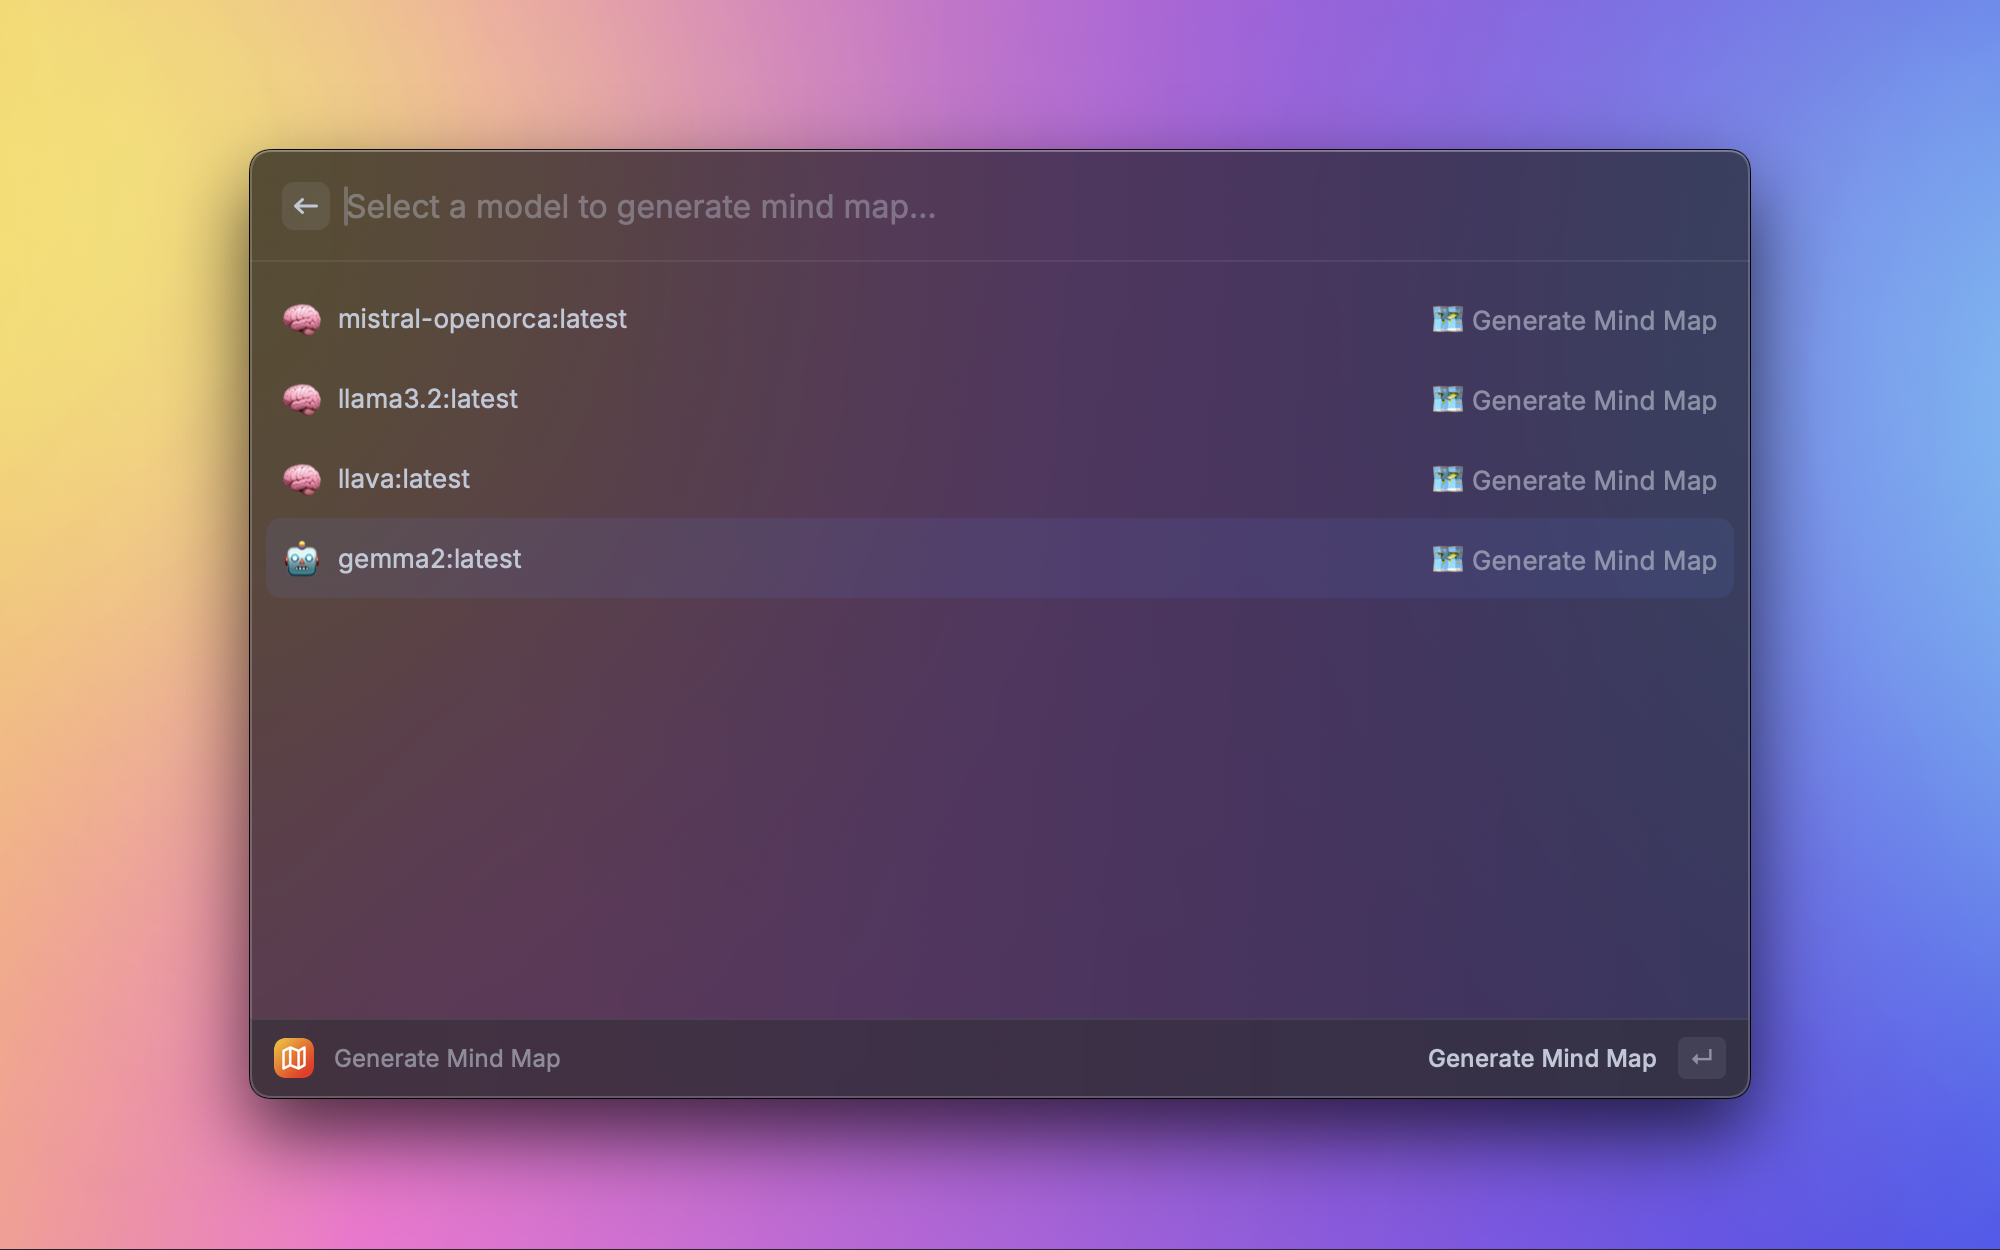 Select a model to generate mind map...
mistral-openorca:latest Generate Mind Map
llama3.2:latest Generate Mind Map
llava:latest Generate Mind Map
gemma2:latest Generate Mind Map
Generate Mind Map Generate Mind Map